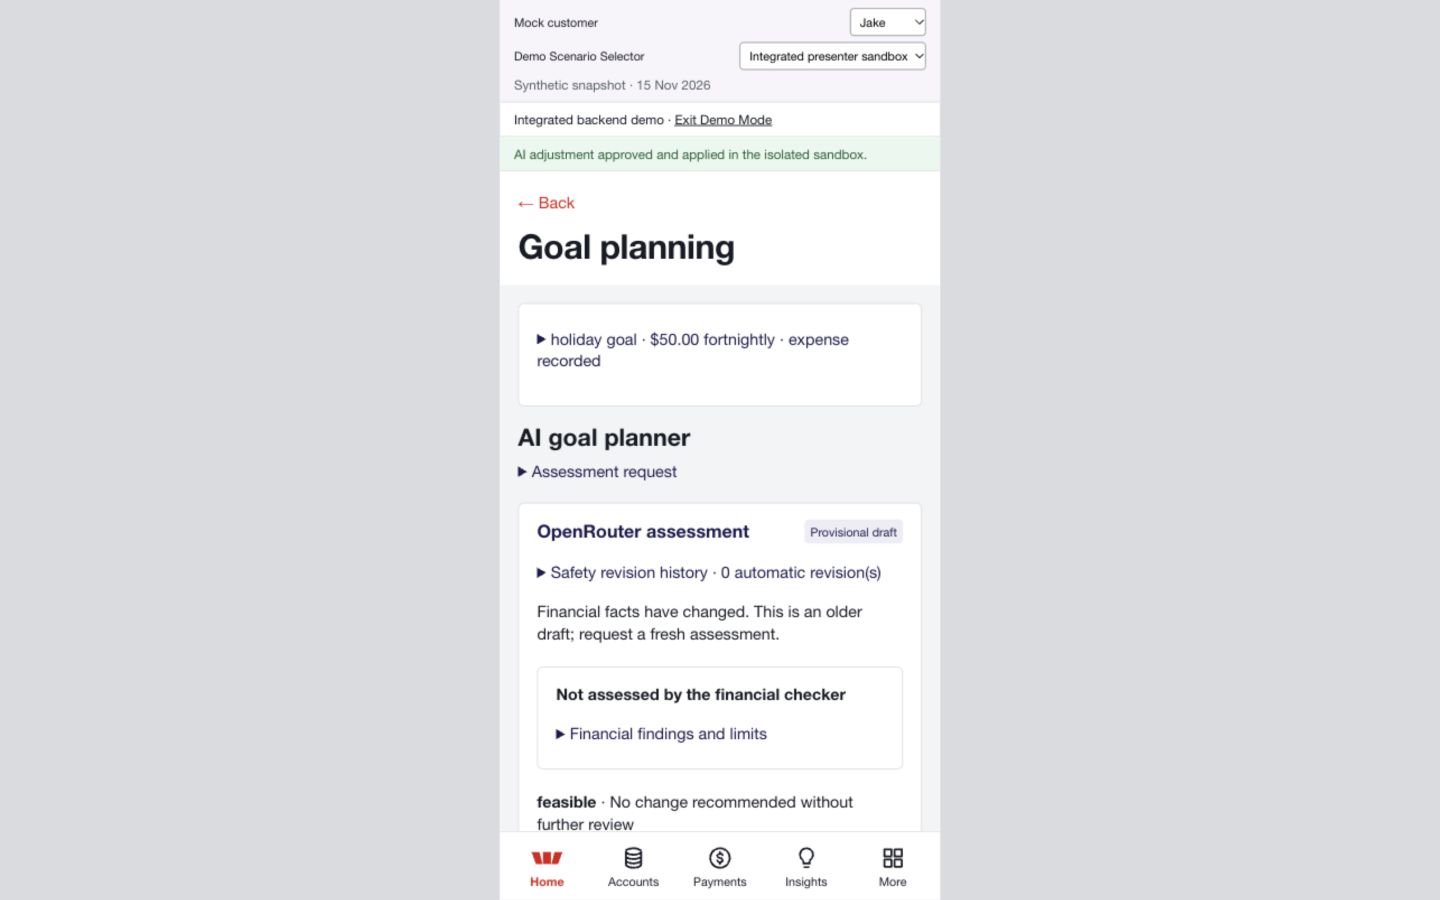 Mock customer
Jake
Demo Scenario Selector
Integrated presenter sandbox
Synthetic snapshot · 15 Nov 2026
Integrated backend demo · Exit Demo Mode
AI adjustment approved and applied in the isolated sandbox.
← Back
Goal planning
▶ holiday goal · $50.00 fortnightly · expense
recorded
AI goal planner
▶ Assessment request
OpenRouter assessment
Provisional draft
▶ Safety revision history · 0 automatic revision(s)
Financial facts have changed. This is an older
draft; request a fresh assessment.
Not assessed by the financial checker
▶ Financial findings and limits
feasible · No change recommended without
further review
Home
Accounts
Payments
Insights
More